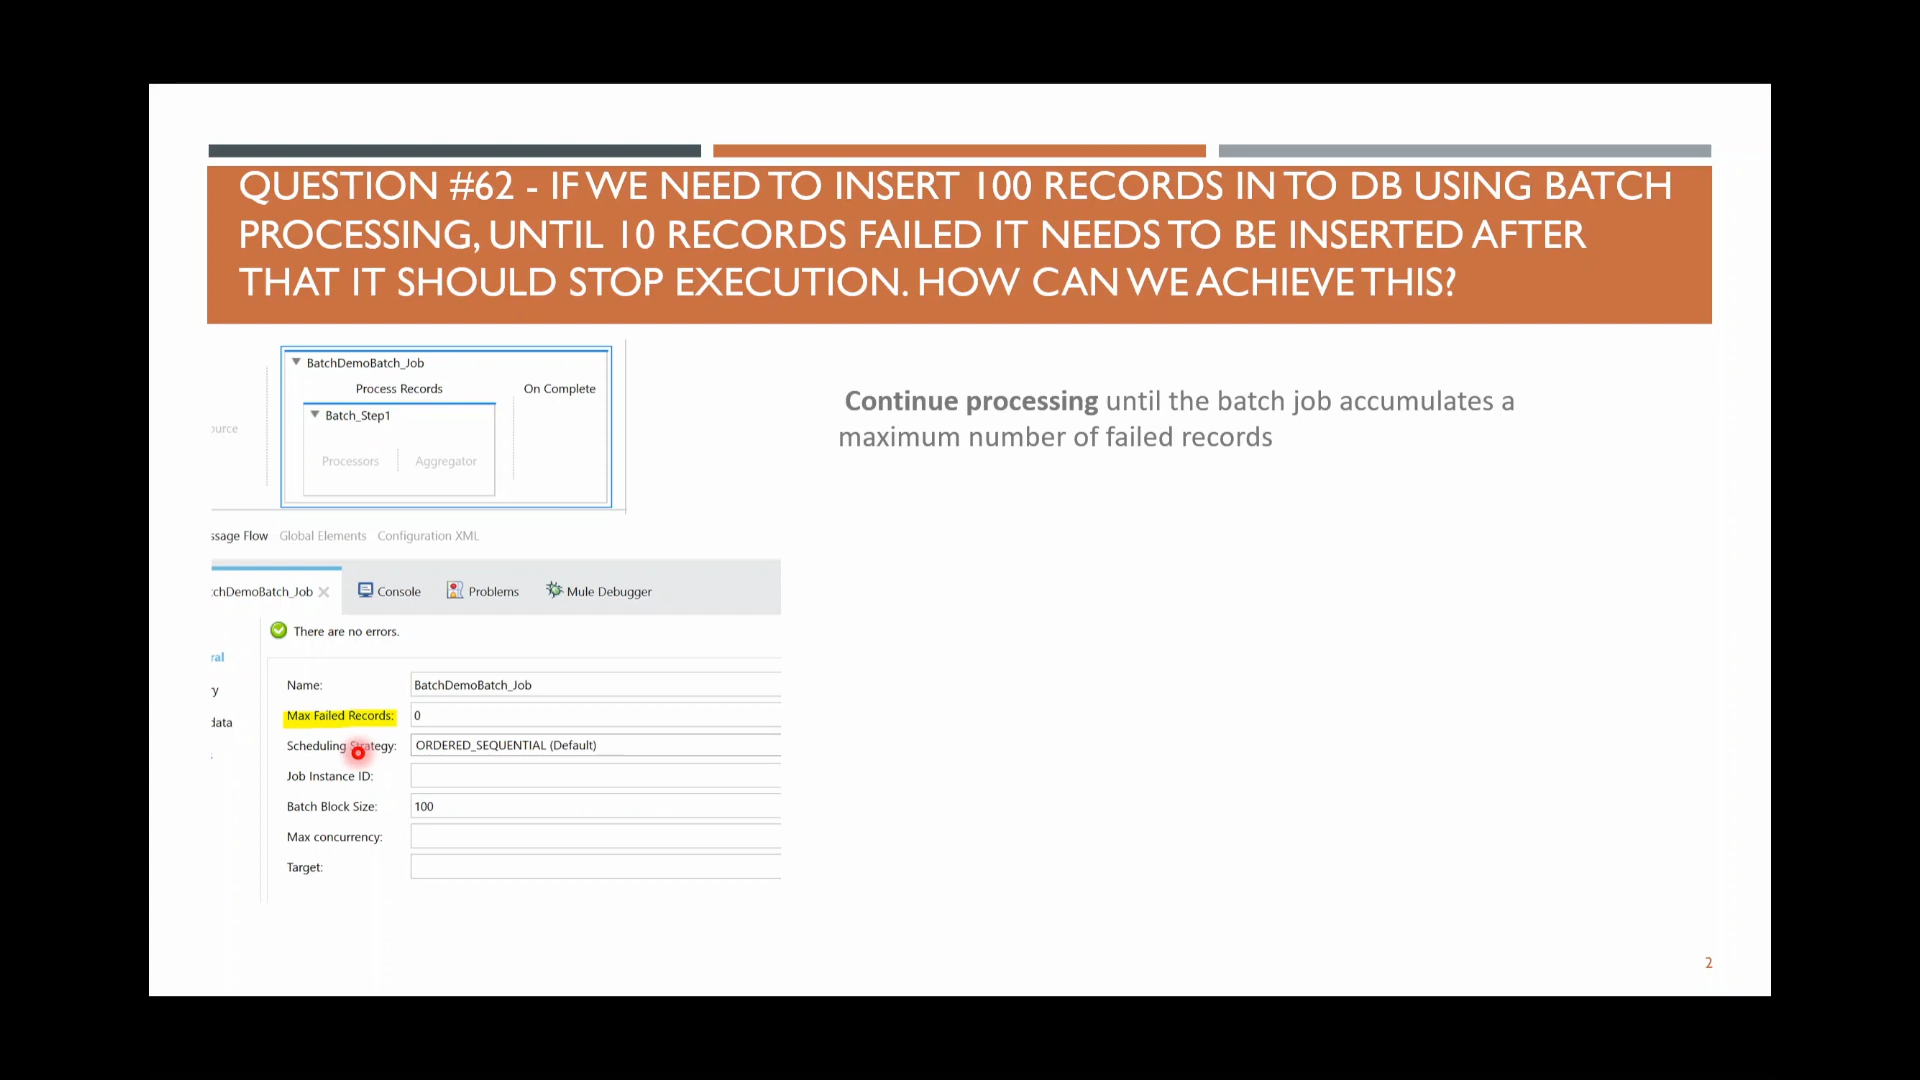 QUESTION #62 - IF WE NEED TO INSERT 100 RECORDS IN TO DB USING BATCH
PROCESSING, UNTIL 10 RECORDS FAILED IT NEEDS TO BE INSERTED AFTER
THAT IT SHOULD STOP EXECUTION. HOW CAN WE ACHIEVE THIS?
BatchDemoBatch_Job
Process Records
On Complete
Batch_Step1
ource
Processors
Aggregator
Continue processing until the batch job accumulates a
maximum number of failed records
ssage Flow Global Elements Configuration XML
chDemoBatch_Job Console Problems Mule Debugger
There are no errors.
ral
ry
data
Name: BatchDemoBatch_Job
Max Failed Records: 0
Scheduling Strategy: ORDERED_SEQUENTIAL (Default)
Job Instance ID:
Batch Block Size: 100
Max concurrency:
Target:
2